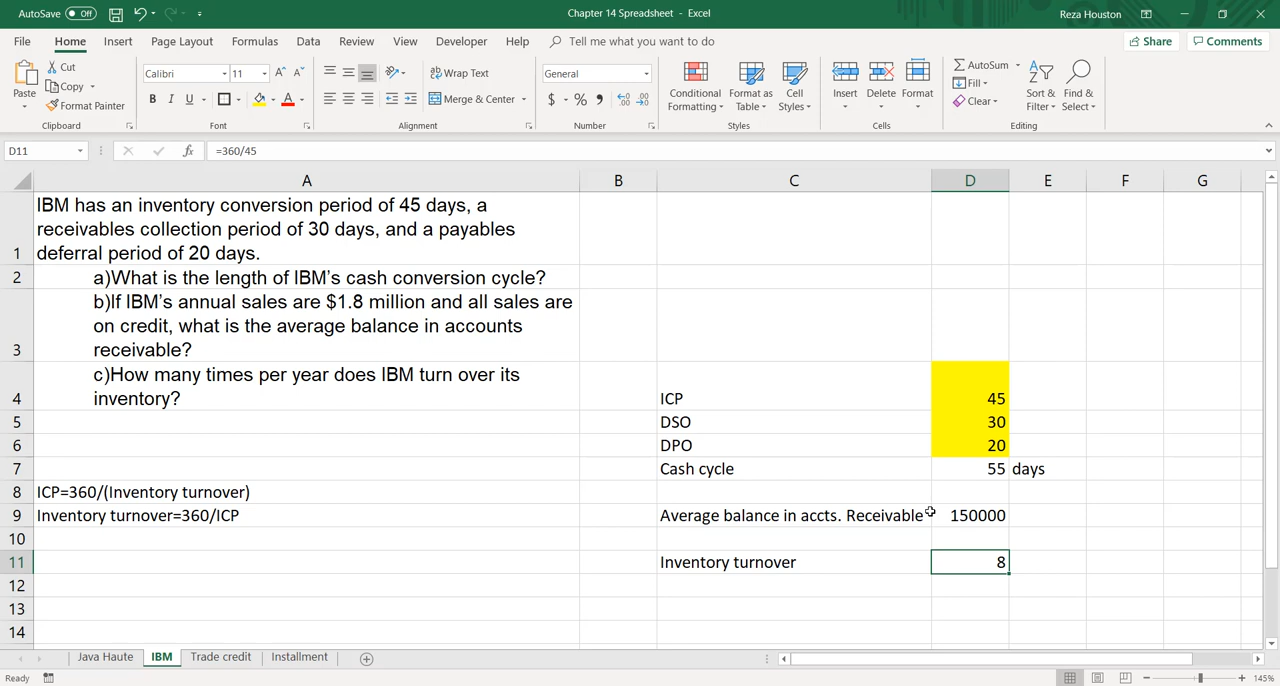 AutoSave Off Chapter 14 Spreadsheet - Excel Reza Houston
File Home Insert Page Layout Formulas Data Review View Developer Help Tell me what you want to do Share Comments
Paste
Cut
Copy
Format Painter
Clipboard
Calibri 11
B I U
Font
Wrap Text
Merge & Center
Alignment
General
$ % ,
Number
Conditional Formatting
Format as Table
Cell Styles
Styles
Insert Delete Format
Cells
AutoSum
Fill
Clear
Sort & Filter
Find & Select
Editing
D11 fx =360/45
A B C D E F G
1 IBM has an inventory conversion period of 45 days, a
receivables collection period of 30 days, and a payables
deferral period of 20 days.
2 a)What is the length of IBM's cash conversion cycle?
3 b)If IBM's annual sales are $1.8 million and all sales are
on credit, what is the average balance in accounts
receivable?
4 c)How many times per year does IBM turn over its
inventory?
ICP 45
5 DSO 30
6 DPO 20
7 Cash cycle 55 days
8 ICP=360/(Inventory turnover)
9 Inventory turnover=360/ICP Average balance in accts. Receivable 150000
10
11 Inventory turnover 8
12
13
14
Java Haute IBM Trade credit Installment
Ready 145%